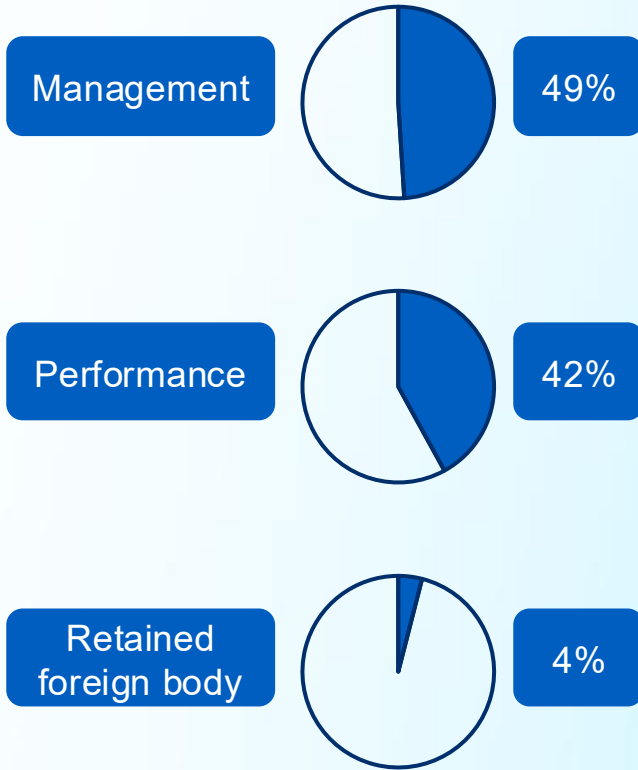 Management
49%
Performance
42%
Retained
foreign body
4%